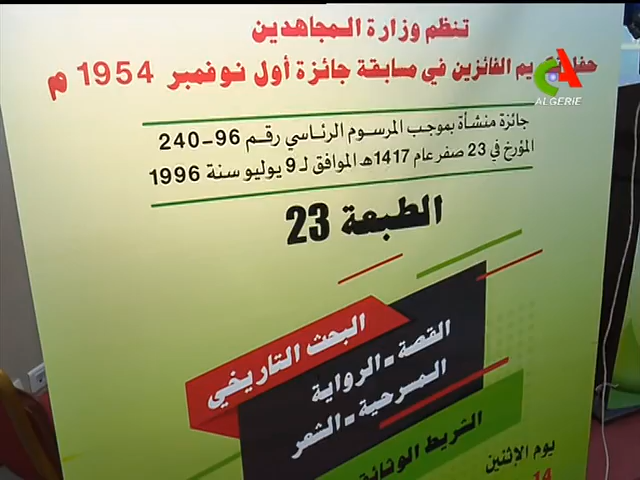 تنظم وزارة المجاهدين
يم الفائزين في مسابقة جائزة أول نوفمبر 1954 م
ALGERIE
جائزة منشأة بموجب المرسوم الرئاسي رقم 96-240
المؤرخ في 23 صفر عام 1417هـ الموافق لـ 9 يوليو سنة 1996
الطبعة 23
البحث التاريخي
القصة - الرواية
المسرحية - الشعر
الشريط
يوم الإثنين
14